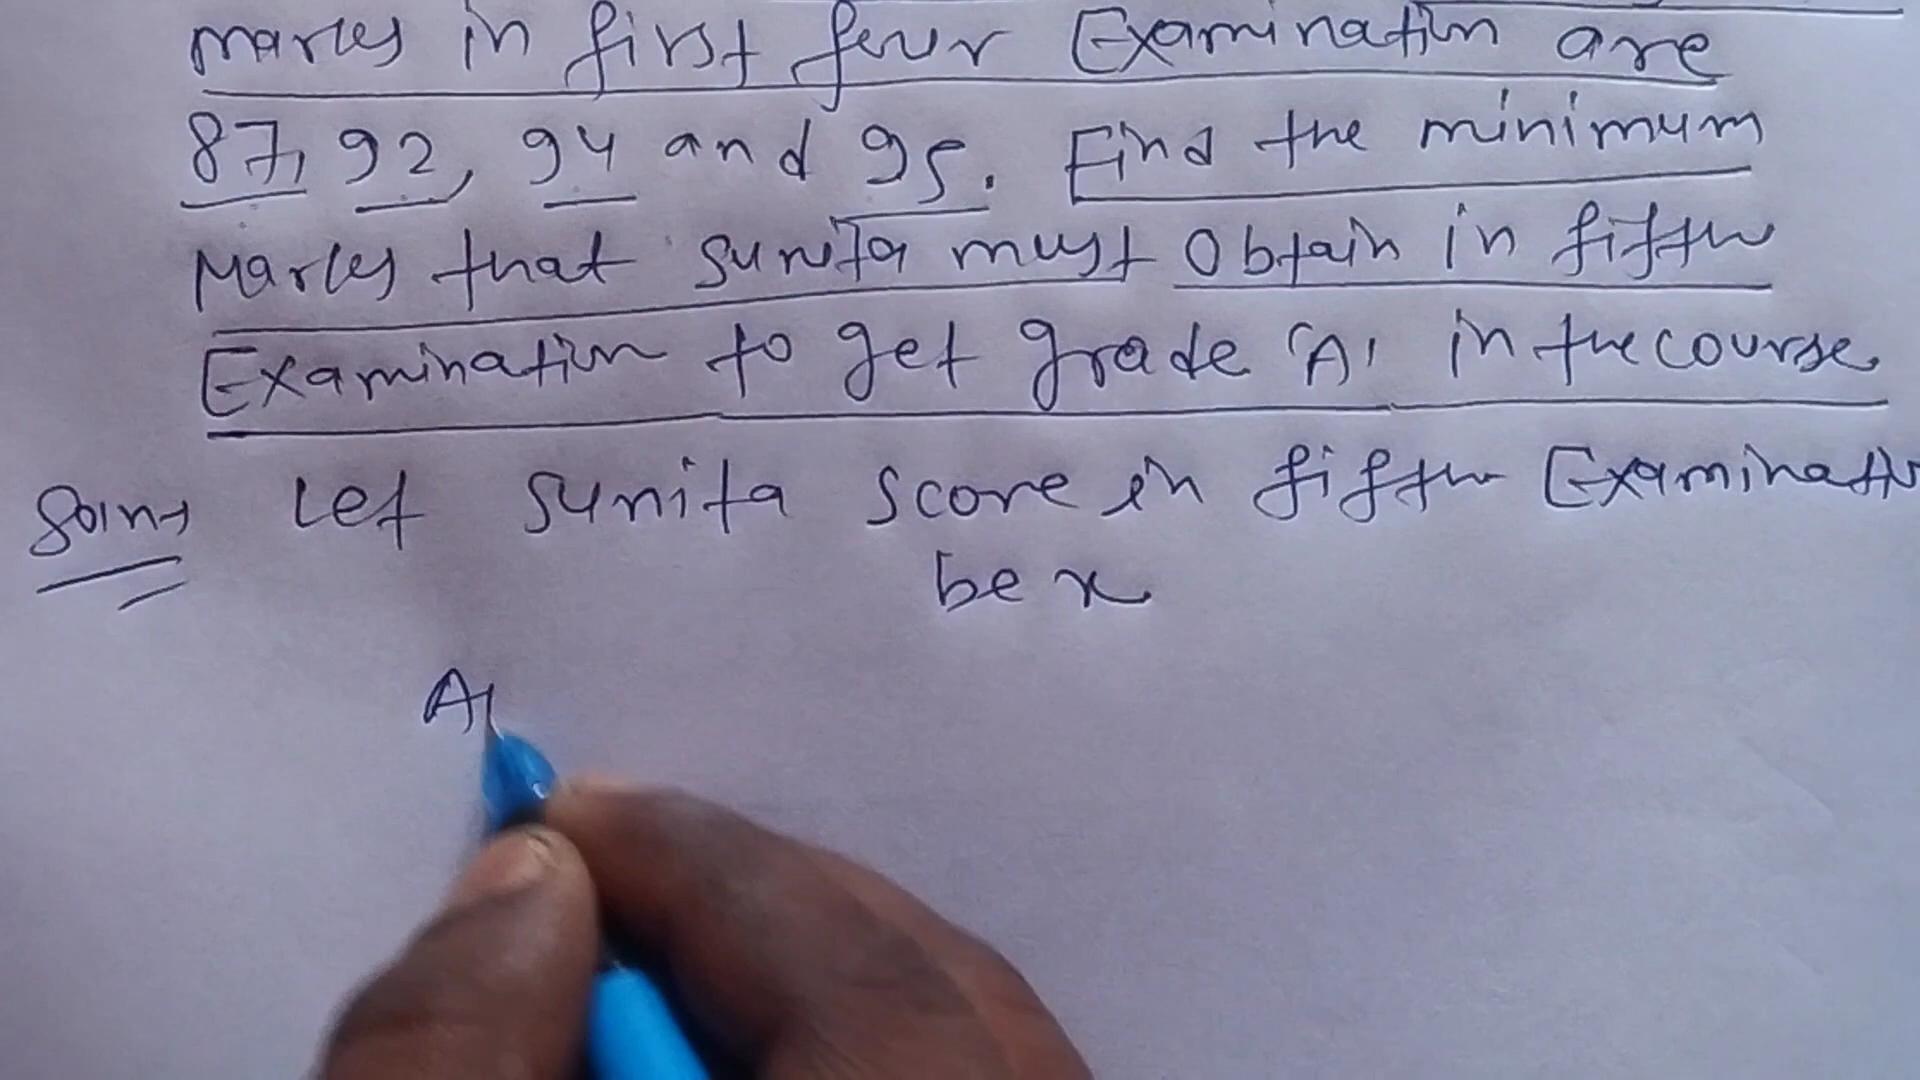 marks in first four Examination are
87, 92, 94 and 95. Find the minimum
Marks that sunita must obtain in fifth
Examination to get grade 'A' in the course.
Soln let sunita score in fifth Examinatio
be x
A